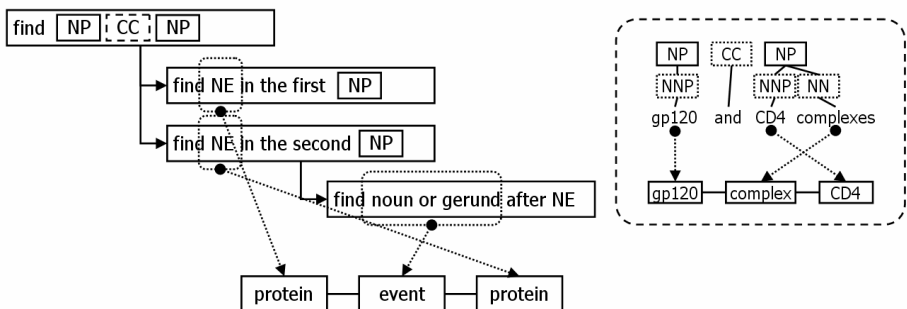 find NP CC NP
find NE in the first NP
find NE in the second NP
find noun or gerund after NE
protein event protein
NP CC NP
NNP NNP NN
gp120 and CD4 complexes
gp120 complex CD4